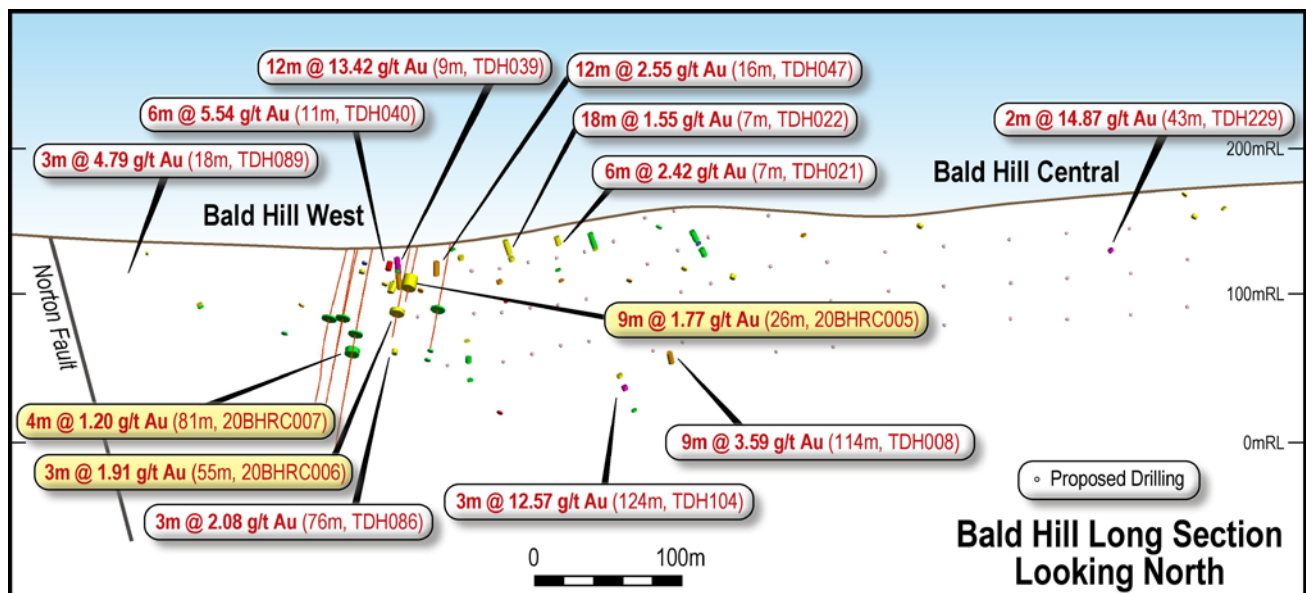 12m @ 13.42 g/t Au (9m, TDH039)
12m @ 2.55 g/t Au (16m, TDH047)
6m @ 5.54 g/t Au (11m, TDH040)
18m @ 1.55 g/t Au (7m, TDH022)
2m @ 14.87 g/t Au (43m, TDH229)
3m @ 4.79 g/t Au (18m, TDH089)
200mRL
6m @ 2.42 g/t Au (7m, TDH021)
Bald Hill Central
Bald Hill West
Norton Fault
100mRL
9m @ 1.77 g/t Au (26m, 20BHRC005)
4m @ 1.20 g/t Au (81m, 20BHRC007)
9m @ 3.59 g/t Au (114m, TDH008)
0mRL
3m @ 1.91 g/t Au (55m, 20BHRC006)
3m @ 12.57 g/t Au (124m, TDH104)
Proposed Drilling
3m @ 2.08 g/t Au (76m, TDH086)
Bald Hill Long Section
Looking North
0 100m